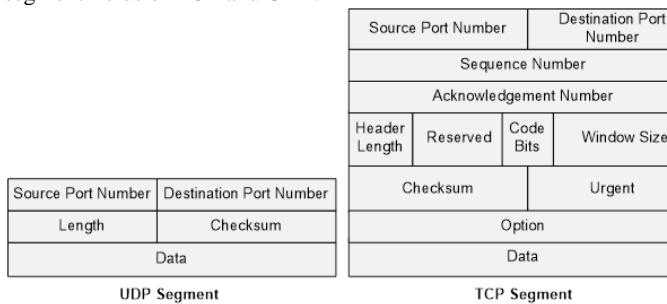 Source Port Number Destination Port Number
Sequence Number
Acknowledgement Number
Header Length Reserved Code Bits Window Size
Checksum Urgent
Option
Data
TCP Segment
Source Port Number Destination Port Number
Length Checksum
Data
UDP Segment